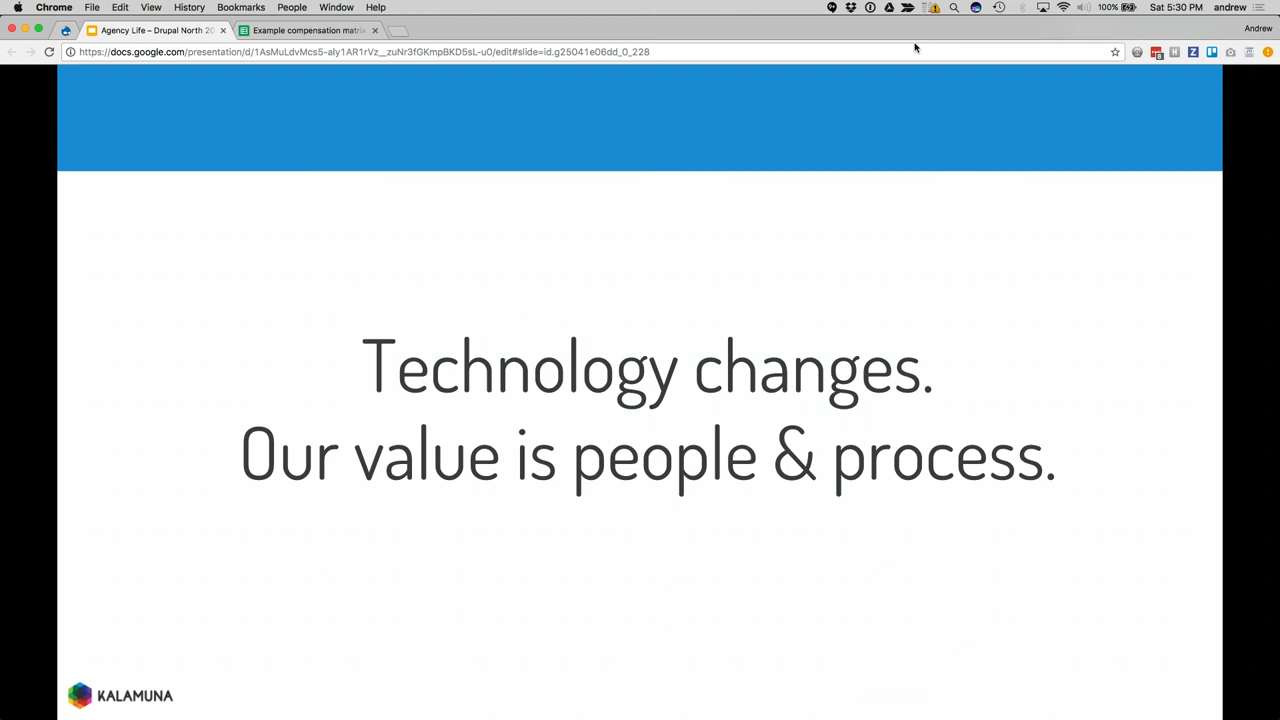 Chrome File Edit View History Bookmarks People Window Help 100% Sat 5:30 PM andrew
Agency Life – Drupal North 20 Example compensation matri Andrew
https://docs.google.com/presentation/d/1AsMuLdvMcs5-aly1AR1rVz__zuNr3fGKmpBKD5sL-u0/edit#slide=id.g25041e06dd_0_228
Technology changes.
Our value is people & process.
KALAMUNA